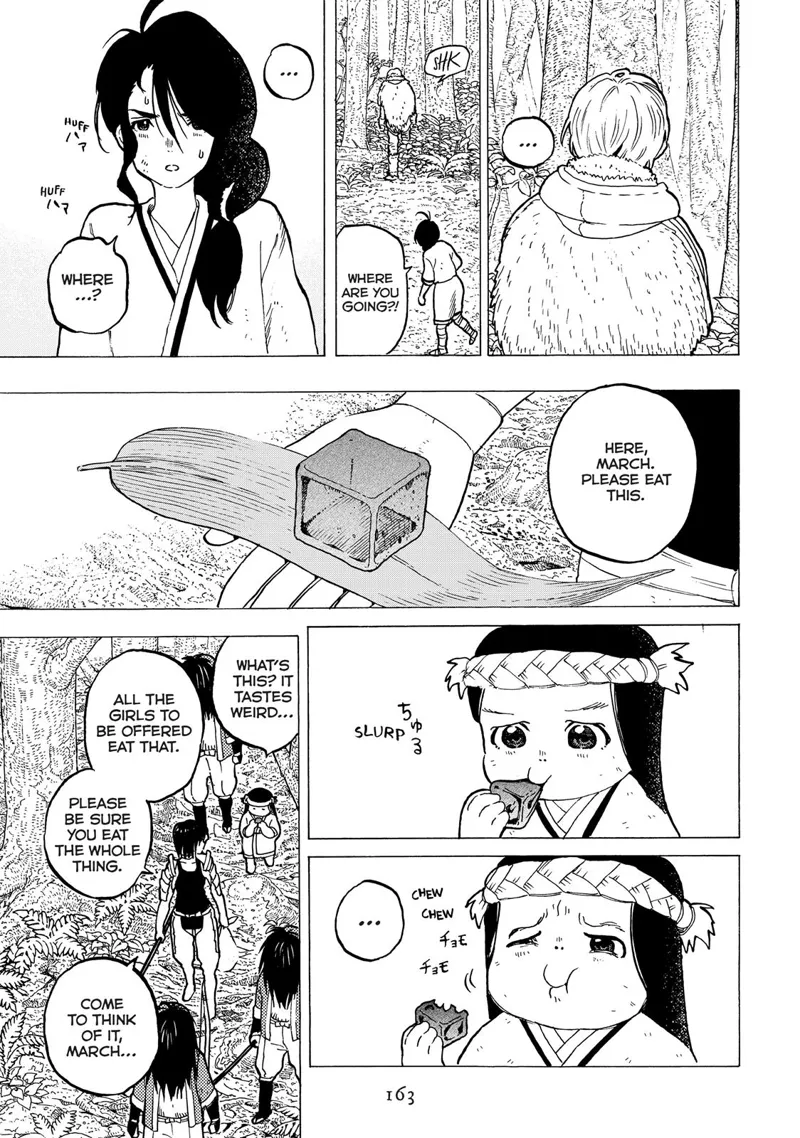 ...
SHK
WHERE
ARE YOU
GOING?!
...
HUFF
ハァ
HUFF
ハァ
WHERE
...?
HERE,
MARCH.
PLEASE EAT
THIS.
ちゅる
SLURP
CHEW
CHEW
チョモ
チョモ
...
WHAT'S
THIS? IT
TASTES
WEIRD...
ALL THE
GIRLS TO
BE OFFERED
EAT THAT.
PLEASE
BE SURE
YOU EAT
THE WHOLE
THING.
COME
TO THINK
OF IT,
MARCH...
163